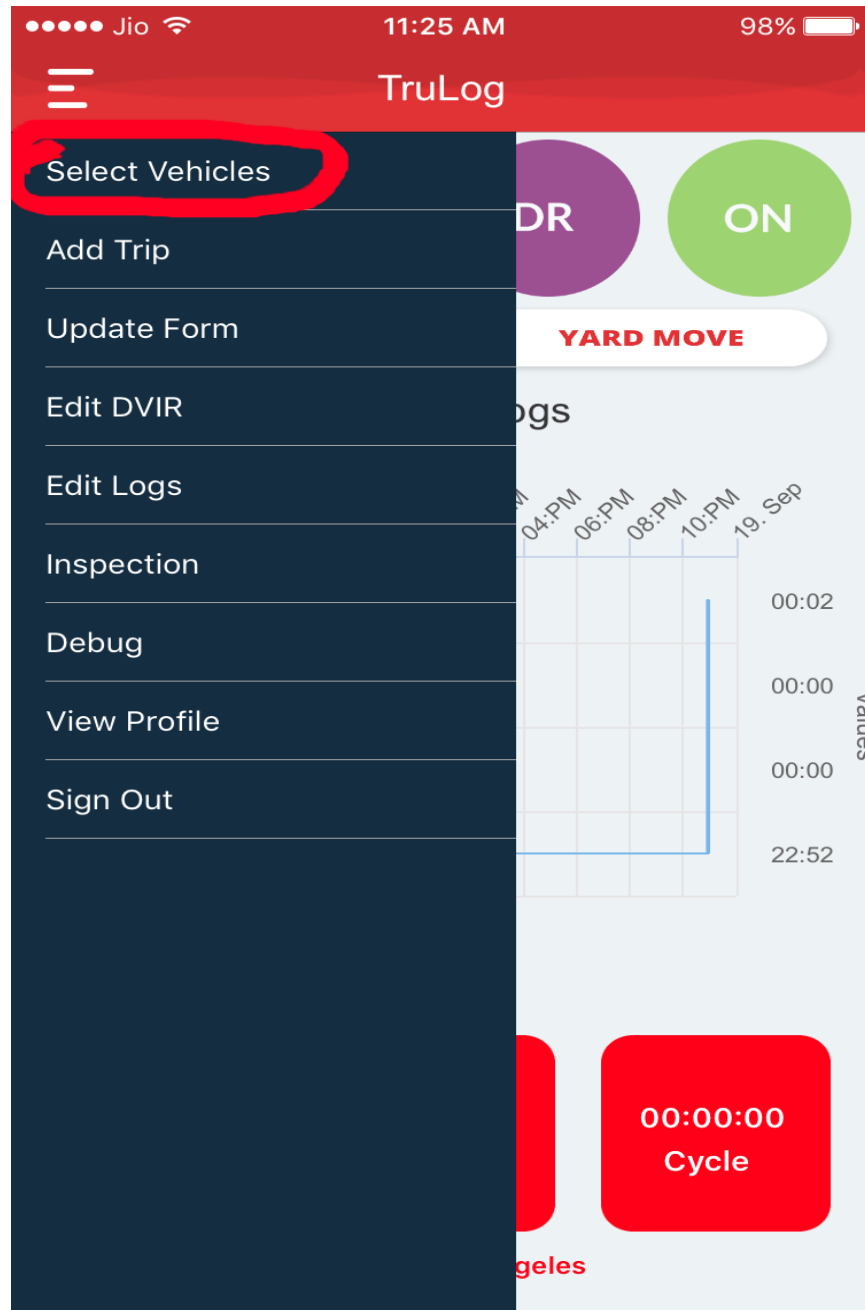 Jio 11:25 AM 98%
TruLog
Select Vehicles
Add Trip
Update Form
Edit DVIR
Edit Logs
Inspection
Debug
View Profile
Sign Out
DR
ON
YARD MOVE
ogs
04:PM 06:PM 08:PM 10:PM 19. Sep
00:02
00:00
00:00
22:52
00:00:00
Cycle
geles